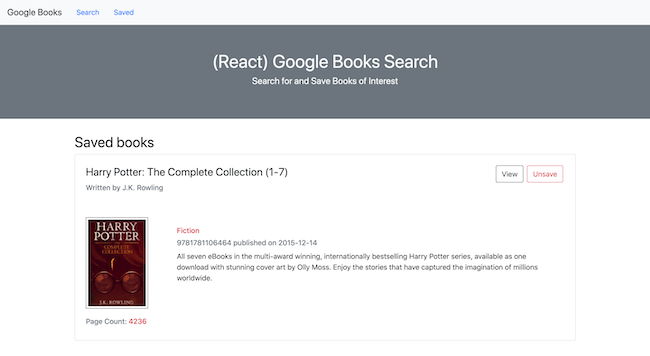 Google Books Search Saved
(React) Google Books Search
Search for and Save Books of Interest
Saved books
Harry Potter: The Complete Collection (1-7) View Unsave
Written by J.K. Rowling
HARRY
POTTER
THE COMPLETE
COLLECTION
J.K. ROWLING
Fiction
9781781106464 published on 2015-12-14
All seven eBooks in the multi-award winning, internationally bestselling Harry Potter series, available as one
download with stunning cover art by Olly Moss. Enjoy the stories that have captured the imagination of millions
worldwide.
Page Count: 4236